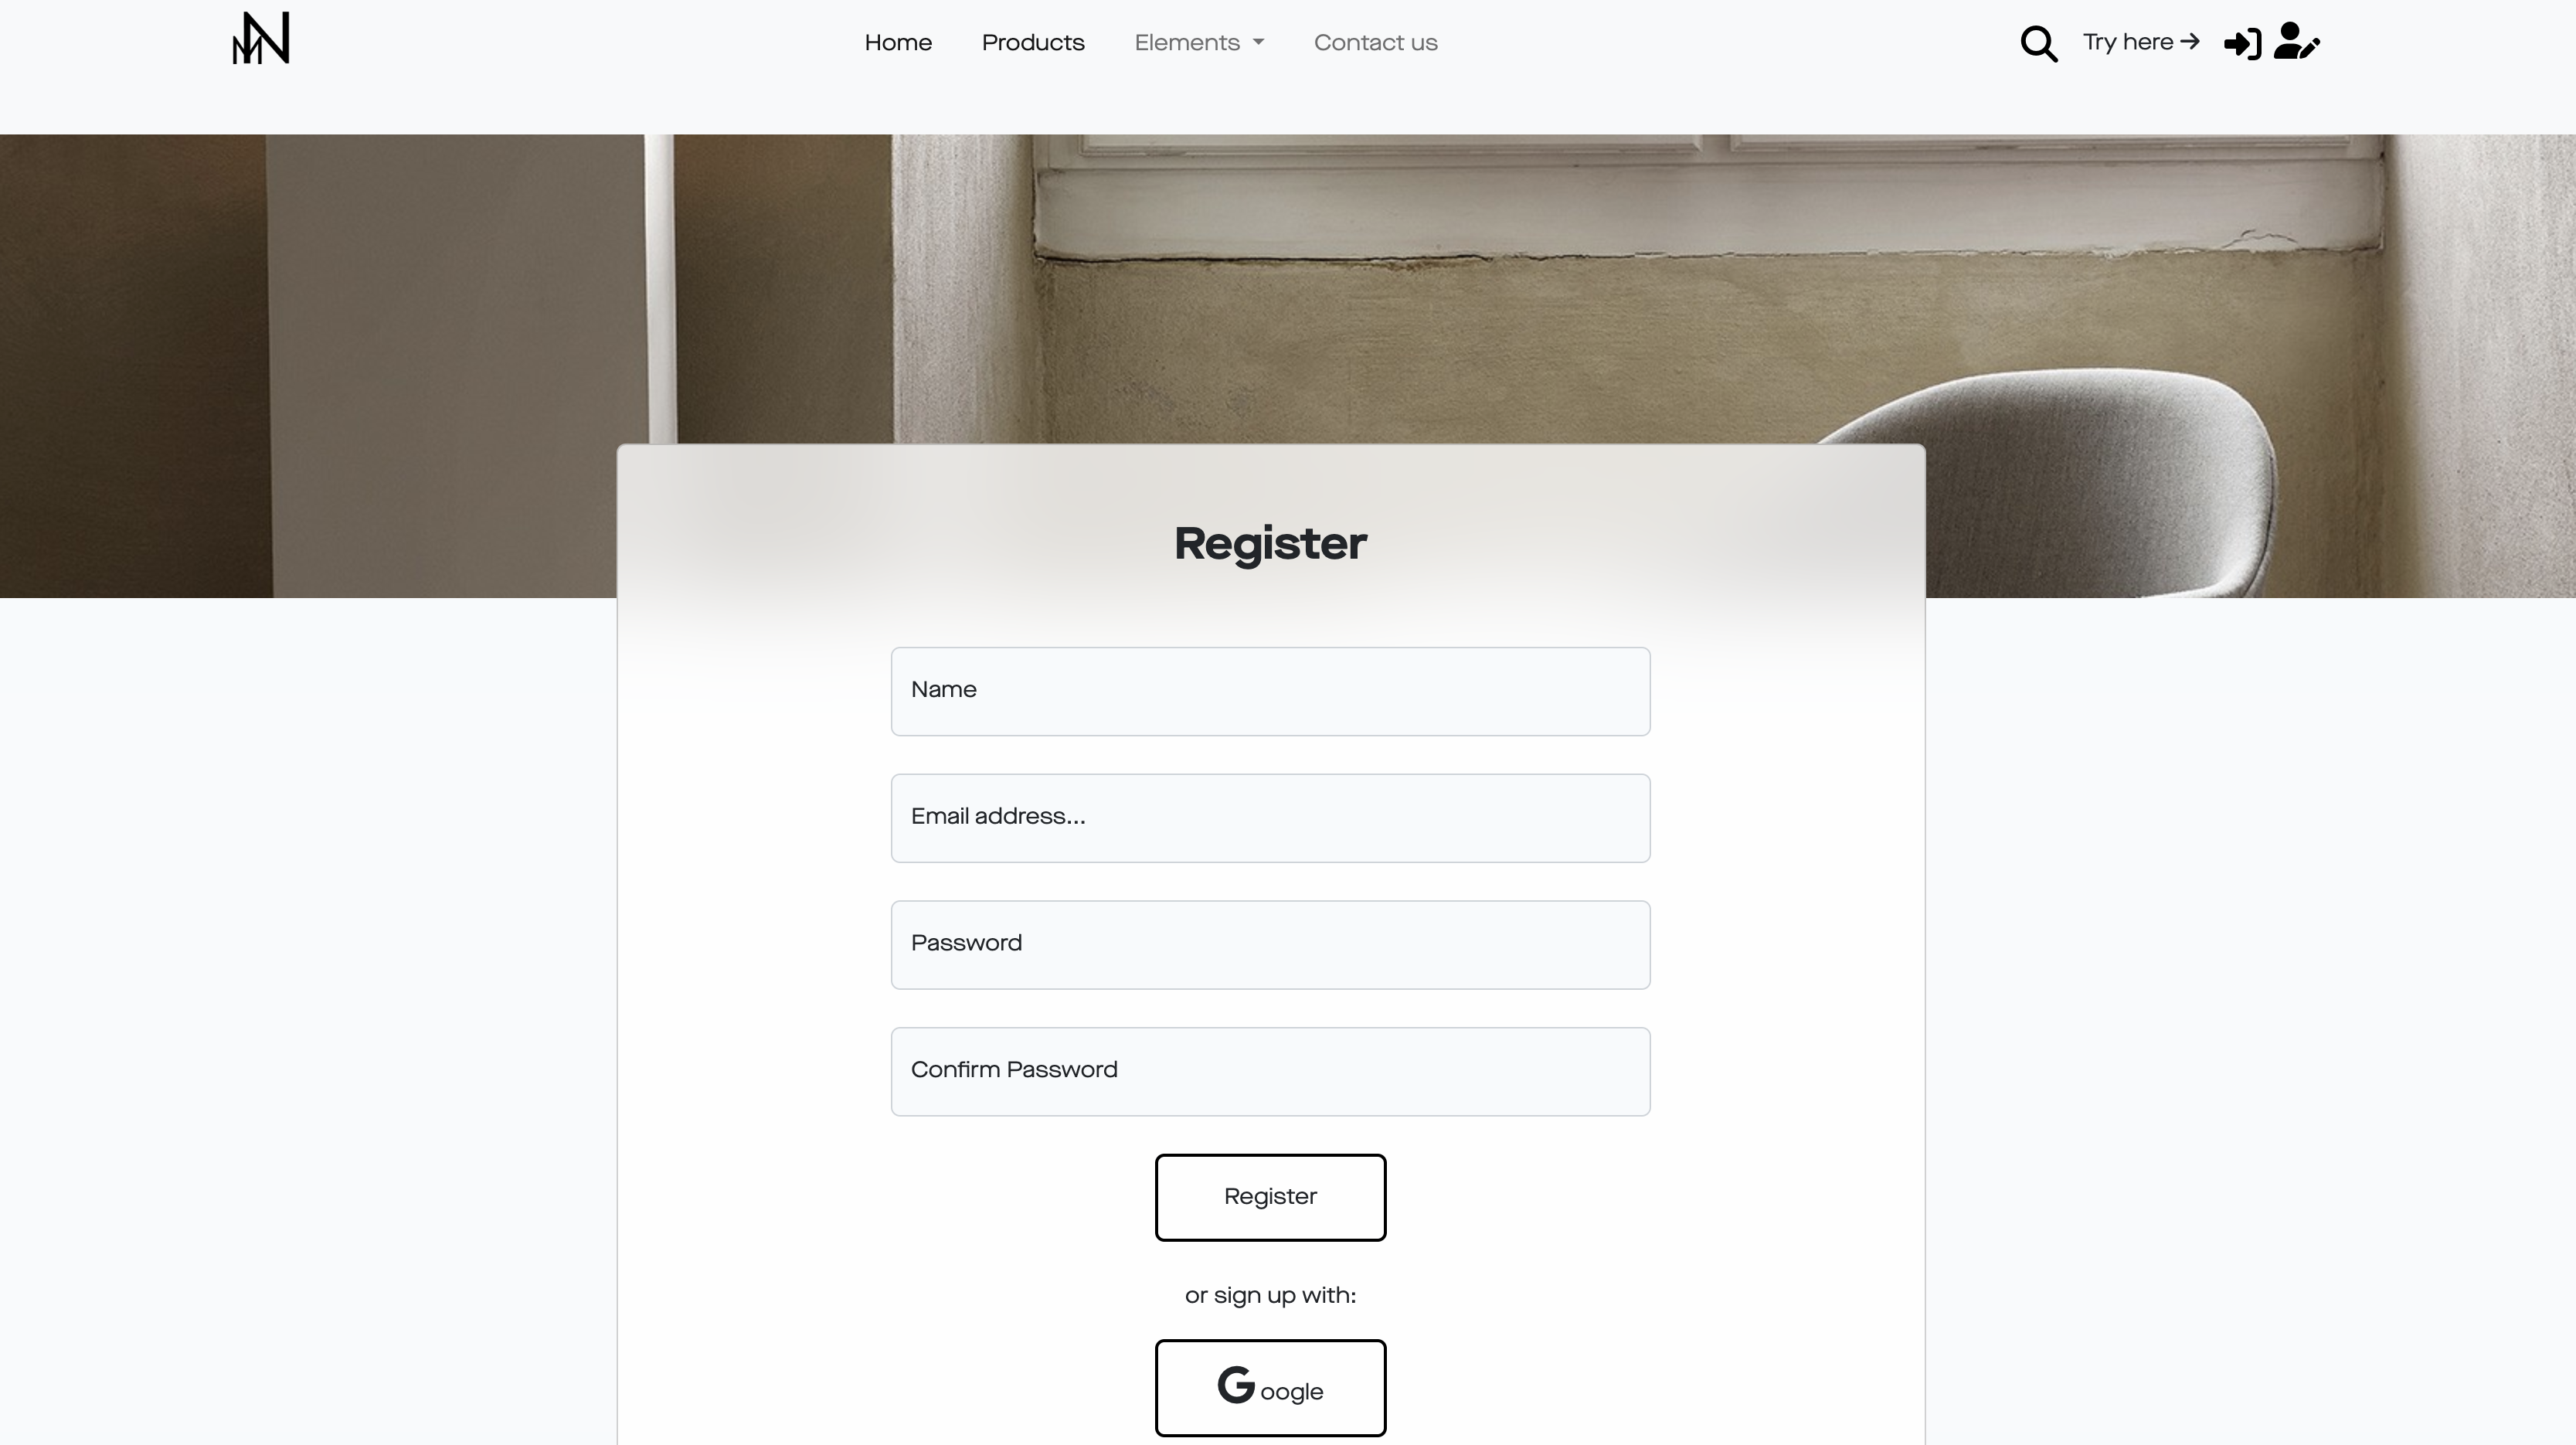 Home Products Elements Contact us Try here →
Register
Name
Email address...
Password
Confirm Password
Register
or sign up with:
Google